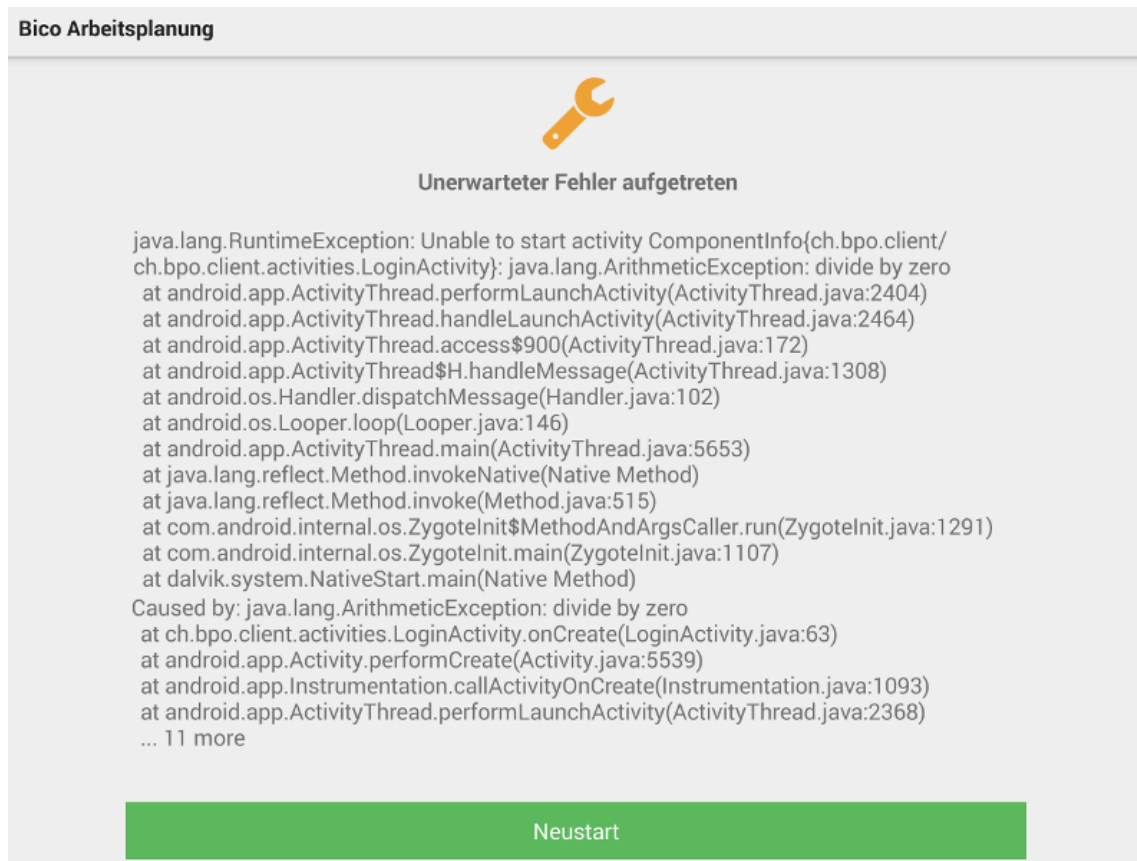 Bico Arbeitsplanung
Unerwarteter Fehler aufgetreten
java.lang.RuntimeException: Unable to start activity ComponentInfo{ch.bpo.client/
ch.bpo.client.activities.LoginActivity}: java.lang.ArithmeticException: divide by zero
at android.app.ActivityThread.performLaunchActivity(ActivityThread.java:2404)
at android.app.ActivityThread.handleLaunchActivity(ActivityThread.java:2464)
at android.app.ActivityThread.access$900(ActivityThread.java:172)
at android.app.ActivityThread$H.handleMessage(ActivityThread.java:1308)
at android.os.Handler.dispatchMessage(Handler.java:102)
at android.os.Looper.loop(Looper.java:146)
at android.app.ActivityThread.main(ActivityThread.java:5653)
at java.lang.reflect.Method.invokeNative(Native Method)
at java.lang.reflect.Method.invoke(Method.java:515)
at com.android.internal.os.ZygoteInit$MethodAndArgsCaller.run(ZygoteInit.java:1291)
at com.android.internal.os.ZygoteInit.main(ZygoteInit.java:1107)
at dalvik.system.NativeStart.main(Native Method)
Caused by: java.lang.ArithmeticException: divide by zero
at ch.bpo.client.activities.LoginActivity.onCreate(LoginActivity.java:63)
at android.app.Activity.performCreate(Activity.java:5539)
at android.app.Instrumentation.callActivityOnCreate(Instrumentation.java:1093)
at android.app.ActivityThread.performLaunchActivity(ActivityThread.java:2368)
... 11 more
Neustart